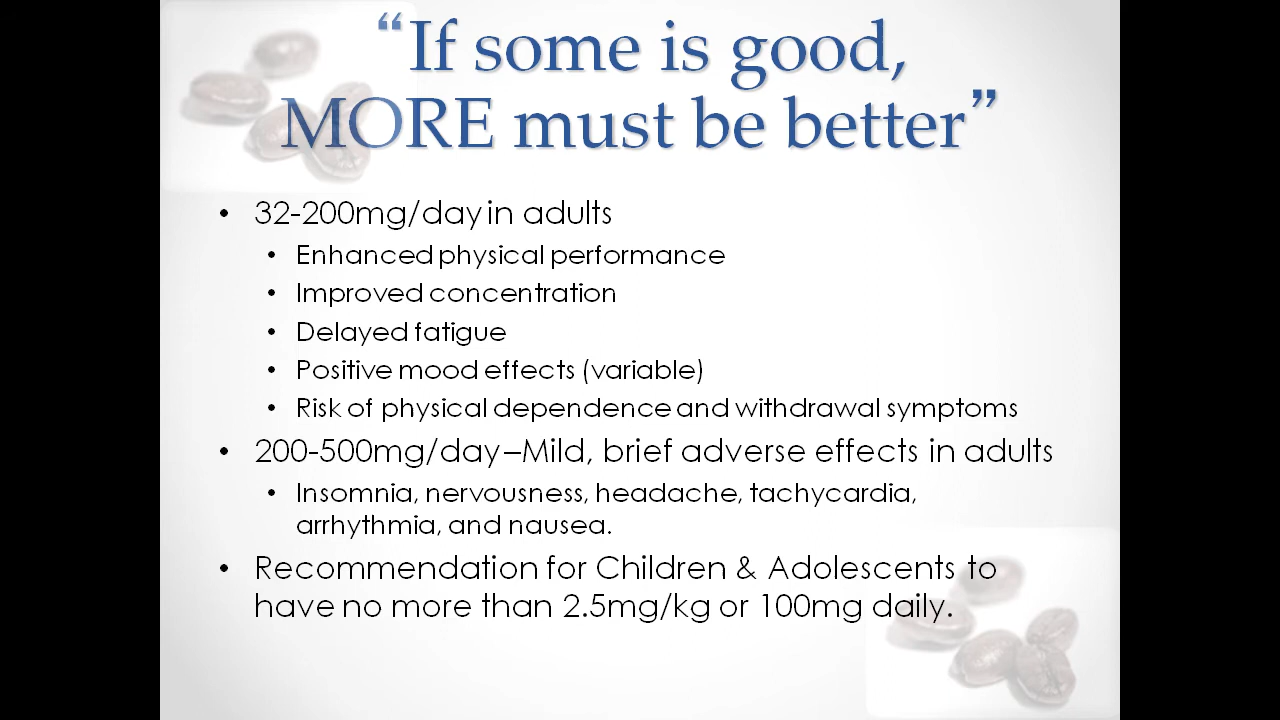 “If some is good,
MORE must be better”
• 32-200mg/day in adults
• Enhanced physical performance
• Improved concentration
• Delayed fatigue
• Positive mood effects (variable)
• Risk of physical dependence and withdrawal symptoms
• 200-500mg/day –Mild, brief adverse effects in adults
• Insomnia, nervousness, headache, tachycardia,
arrhythmia, and nausea.
• Recommendation for Children & Adolescents to
have no more than 2.5mg/kg or 100mg daily.